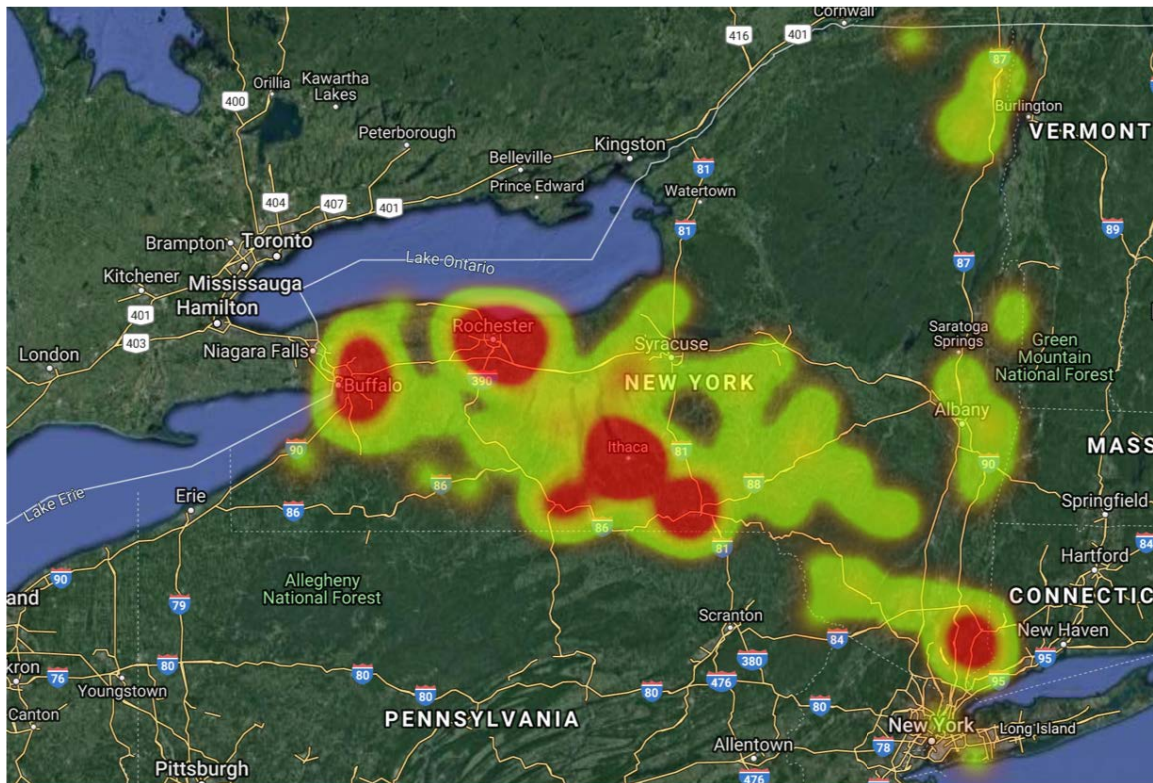 Cornwall
416
401
87
Orillia
Kawartha
Lakes
400
Burlington
VERMONT
Peterborough
Kingston
Belleville
81
Prince Edward
Watertown
404
407
401
81
89
Brampton
Toronto
Lake Ontario
87
Kitchener
Mississauga
401
Hamilton
403
Rochester
Saratoga
Springs
Green
Mountain
National Forest
London
Niagara Falls
Syracuse
Buffalo
390
NEW YORK
Albany
Ithaca
MASS
90
81
90
86
88
Lake Erie
Erie
86
Springfield
86
81
84
Hartford
90
Allegheny
National Forest
and
79
CONNECTIC
Scranton
84
New Haven
kron
76
80
380
95
Youngstown
80
476
95
80
80
Canton
PENNSYLVANIA
80
New York
Long Island
Allentown
78
Pittsburgh
476